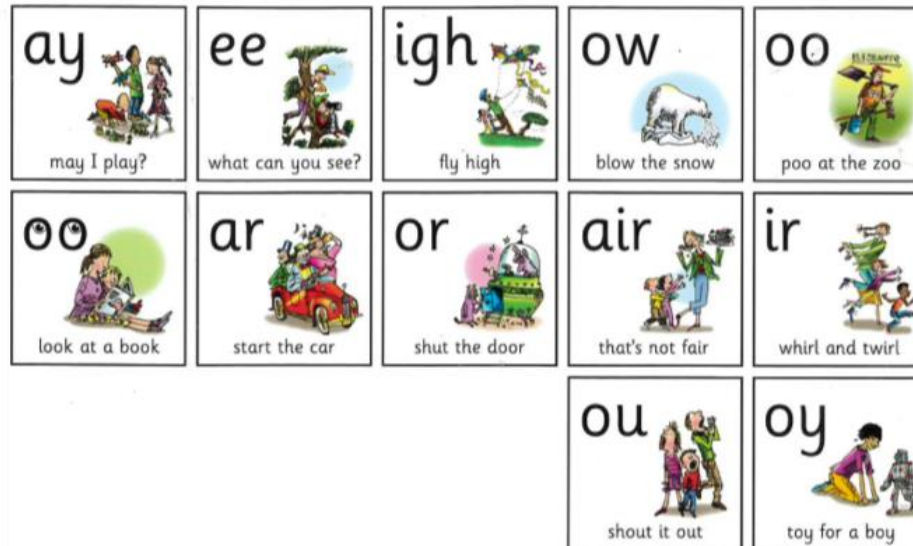 ay
may I play?
ee
what can you see?
igh
fly high
ow
blow the snow
oo
poo at the zoo
oo
look at a book
ar
start the car
or
shut the door
air
that's not fair
ir
whirl and twirl
ou
shout it out
oy
toy for a boy